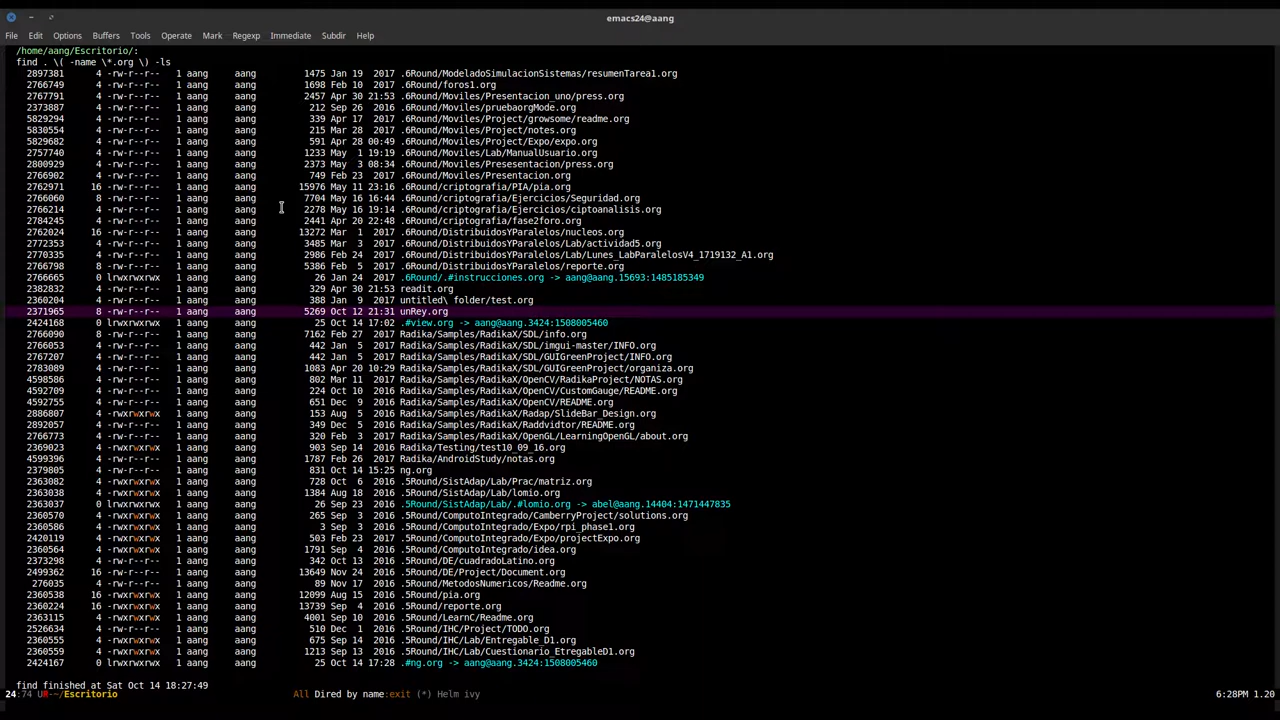 emacs24@aang
File Edit Options Buffers Tools Operate Mark Regexp Immediate Subdir Help
/home/aang/Escritorio/:
find . \( -name \*.org \) -ls
2897381 4 -rw-r--r-- 1 aang aang 1475 Jan 19 2017 .6Round/ModeladoSimulacionSistemas/resumenTarea1.org
2766749 4 -rw-r--r-- 1 aang aang 1698 Feb 10 2017 .6Round/foros1.org
2767791 4 -rw-r--r-- 1 aang aang 2457 Apr 30 21:53 .6Round/Moviles/Presentacion_uno/press.org
2373887 4 -rw-r--r-- 1 aang aang 212 Sep 26 2016 .6Round/Moviles/pruebaorgMode.org
5829294 4 -rw-r--r-- 1 aang aang 339 Apr 17 2017 .6Round/Moviles/Project/growsome/readme.org
5830554 4 -rw-r--r-- 1 aang aang 215 Mar 28 2017 .6Round/Moviles/Project/notes.org
5829682 4 -rw-r--r-- 1 aang aang 591 Apr 28 00:49 .6Round/Moviles/Project/Expo/expo.org
2757740 4 -rw-r--r-- 1 aang aang 1233 May 1 19:19 .6Round/Moviles/Lab/ManualUsuario.org
2800929 4 -rw-r--r-- 1 aang aang 2373 May 3 08:34 .6Round/Moviles/Presesentacion/press.org
2766902 4 -rw-r--r-- 1 aang aang 749 Feb 23 2017 .6Round/Moviles/Presentacion.org
2762971 16 -rw-r--r-- 1 aang aang 15976 May 11 23:16 .6Round/criptografia/PIA/pia.org
2766060 8 -rw-r--r-- 1 aang aang 7704 May 16 16:44 .6Round/criptografia/Ejercicios/Seguridad.org
2766214 4 -rw-r--r-- 1 aang aang 2278 May 16 19:14 .6Round/criptografia/Ejercicios/ciptoanalisis.org
2784245 4 -rw-r--r-- 1 aang aang 2441 Apr 20 22:48 .6Round/criptografia/fase2foro.org
2762024 16 -rw-r--r-- 1 aang aang 13272 Mar 1 2017 .6Round/DistribuidosYParalelos/nucleos.org
2772353 4 -rw-r--r-- 1 aang aang 3485 Mar 3 2017 .6Round/DistribuidosYParalelos/Lab/actividad5.org
2770335 4 -rw-r--r-- 1 aang aang 2986 Feb 24 2017 .6Round/DistribuidosYParalelos/Lab/Lunes_LabParalelosV4_1719132_A1.org
2766798 8 -rw-r--r-- 1 aang aang 5386 Feb 5 2017 .6Round/DistribuidosYParalelos/reporte.org
2766665 0 lrwxrwxrwx 1 aang aang 26 Jan 24 2017 .6Round/.#instrucciones.org -> aang@aang.15693:1485185349
2382832 4 -rw-r--r-- 1 aang aang 329 Apr 30 21:53 readit.org
2360204 4 -rw-r--r-- 1 aang aang 388 Jan 9 2017 untitled\ folder/test.org
2371965 8 -rw-r--r-- 1 aang aang 5269 Oct 12 21:31 unRey.org
2424168 0 lrwxrwxrwx 1 aang aang 25 Oct 14 17:02 .#view.org -> aang@aang.3424:1508005460
2766090 8 -rw-r--r-- 1 aang aang 7162 Feb 27 2017 Radika/Samples/RadikaX/SDL/info.org
2766053 4 -rw-r--r-- 1 aang aang 442 Jan 5 2017 Radika/Samples/RadikaX/SDL/imgui-master/INFO.org
2767207 4 -rw-r--r-- 1 aang aang 442 Jan 5 2017 Radika/Samples/RadikaX/SDL/GUIGreenProject/INFO.org
2783089 4 -rw-r--r-- 1 aang aang 1083 Apr 20 10:29 Radika/Samples/RadikaX/SDL/GUIGreenProject/organiza.org
4598586 4 -rw-r--r-- 1 aang aang 802 Mar 11 2017 Radika/Samples/RadikaX/OpenCV/RadikaProject/NOTAS.org
4592709 4 -rw-r--r-- 1 aang aang 224 Oct 10 2016 Radika/Samples/RadikaX/OpenCV/CustomGauge/README.org
4592755 4 -rw-r--r-- 1 aang aang 651 Dec 9 2016 Radika/Samples/RadikaX/OpenCV/README.org
2886807 4 -rwxrwxrwx 1 aang aang 153 Aug 5 2016 Radika/Samples/RadikaX/Radap/SlideBar_Design.org
2892057 4 -rw-r--r-- 1 aang aang 349 Dec 5 2016 Radika/Samples/RadikaX/Raddvidtor/README.org
2766773 4 -rw-r--r-- 1 aang aang 320 Feb 3 2017 Radika/Samples/RadikaX/OpenGL/LearningOpenGL/about.org
2369023 4 -rwxrwxrwx 1 aang aang 903 Sep 14 2016 Radika/Testing/test10_09_16.org
4599396 4 -rw-r--r-- 1 aang aang 1787 Feb 26 2017 Radika/AndroidStudy/notas.org
2379805 4 -rw-r--r-- 1 aang aang 831 Oct 14 15:25 ng.org
2363082 4 -rwxrwxrwx 1 aang aang 728 Oct 6 2016 .5Round/SistAdap/Lab/Prac/matriz.org
2363038 4 -rwxrwxrwx 1 aang aang 1384 Aug 18 2016 .5Round/SistAdap/Lab/lomio.org
2363037 0 lrwxrwxrwx 1 aang aang 26 Sep 23 2016 .5Round/SistAdap/Lab/.#lomio.org -> abel@aang.14404:1471447835
2360570 4 -rwxrwxrwx 1 aang aang 265 Sep 3 2016 .5Round/ComputoIntegrado/CamberryProject/solutions.org
2360586 4 -rwxrwxrwx 1 aang aang 3 Sep 3 2016 .5Round/ComputoIntegrado/Expo/rpi_phase1.org
2420119 4 -rw-r--r-- 1 aang aang 503 Feb 23 2017 .5Round/ComputoIntegrado/Expo/projectExpo.org
2360564 4 -rwxrwxrwx 1 aang aang 1791 Sep 4 2016 .5Round/ComputoIntegrado/idea.org
2373298 4 -rw-r--r-- 1 aang aang 342 Oct 13 2016 .5Round/DE/cuadradoLatino.org
2499362 16 -rw-r--r-- 1 aang aang 13649 Nov 24 2016 .5Round/DE/Project/Document.org
276035 4 -rw-r--r-- 1 aang aang 89 Nov 17 2016 .5Round/MetodosNumericos/Readme.org
2360538 16 -rwxrwxrwx 1 aang aang 12099 Aug 15 2016 .5Round/pia.org
2360224 16 -rwxrwxrwx 1 aang aang 13739 Sep 4 2016 .5Round/reporte.org
2363115 8 -rwxrwxrwx 1 aang aang 4001 Sep 10 2016 .5Round/LearnC/Readme.org
2526634 4 -rw-r--r-- 1 aang aang 510 Dec 1 2016 .5Round/IHC/Project/TODO.org
2360555 4 -rwxrwxrwx 1 aang aang 675 Sep 14 2016 .5Round/IHC/Lab/Entregable_D1.org
2360559 4 -rwxrwxrwx 1 aang aang 1213 Sep 13 2016 .5Round/IHC/Lab/Cuestionario_EtregableD1.org
2424167 0 lrwxrwxrwx 1 aang aang 25 Oct 14 17:28 .#ng.org -> aang@aang.3424:1508005460
find finished at Sat Oct 14 18:27:49
24:74 UR-~/Escritorio All Dired by name:exit (*) Helm ivy 6:28PM 1.20